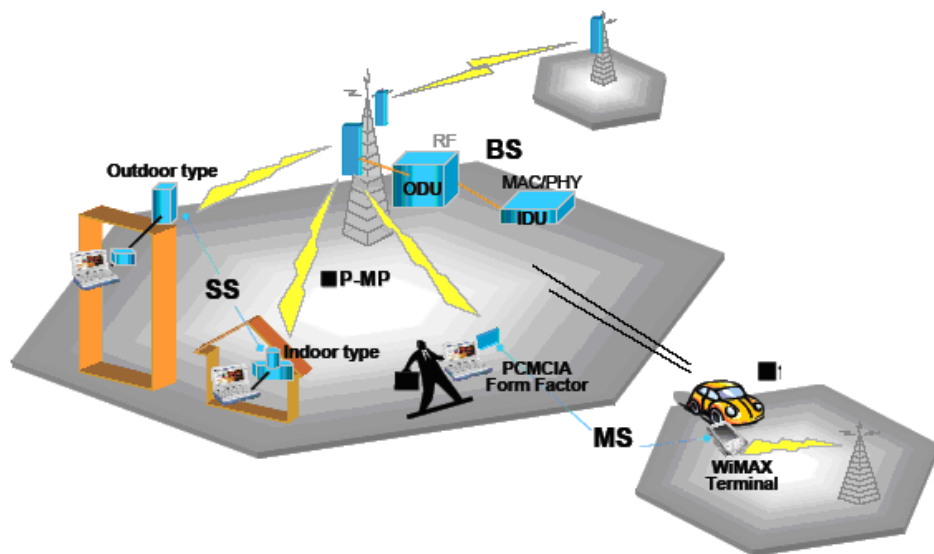 RF
BS
Outdoor type
ODU
MAC/PHY
IDU
SS
■P-MP
Indoor type
PCMCIA
Form Factor
MS
■↑
WiMAX
Terminal